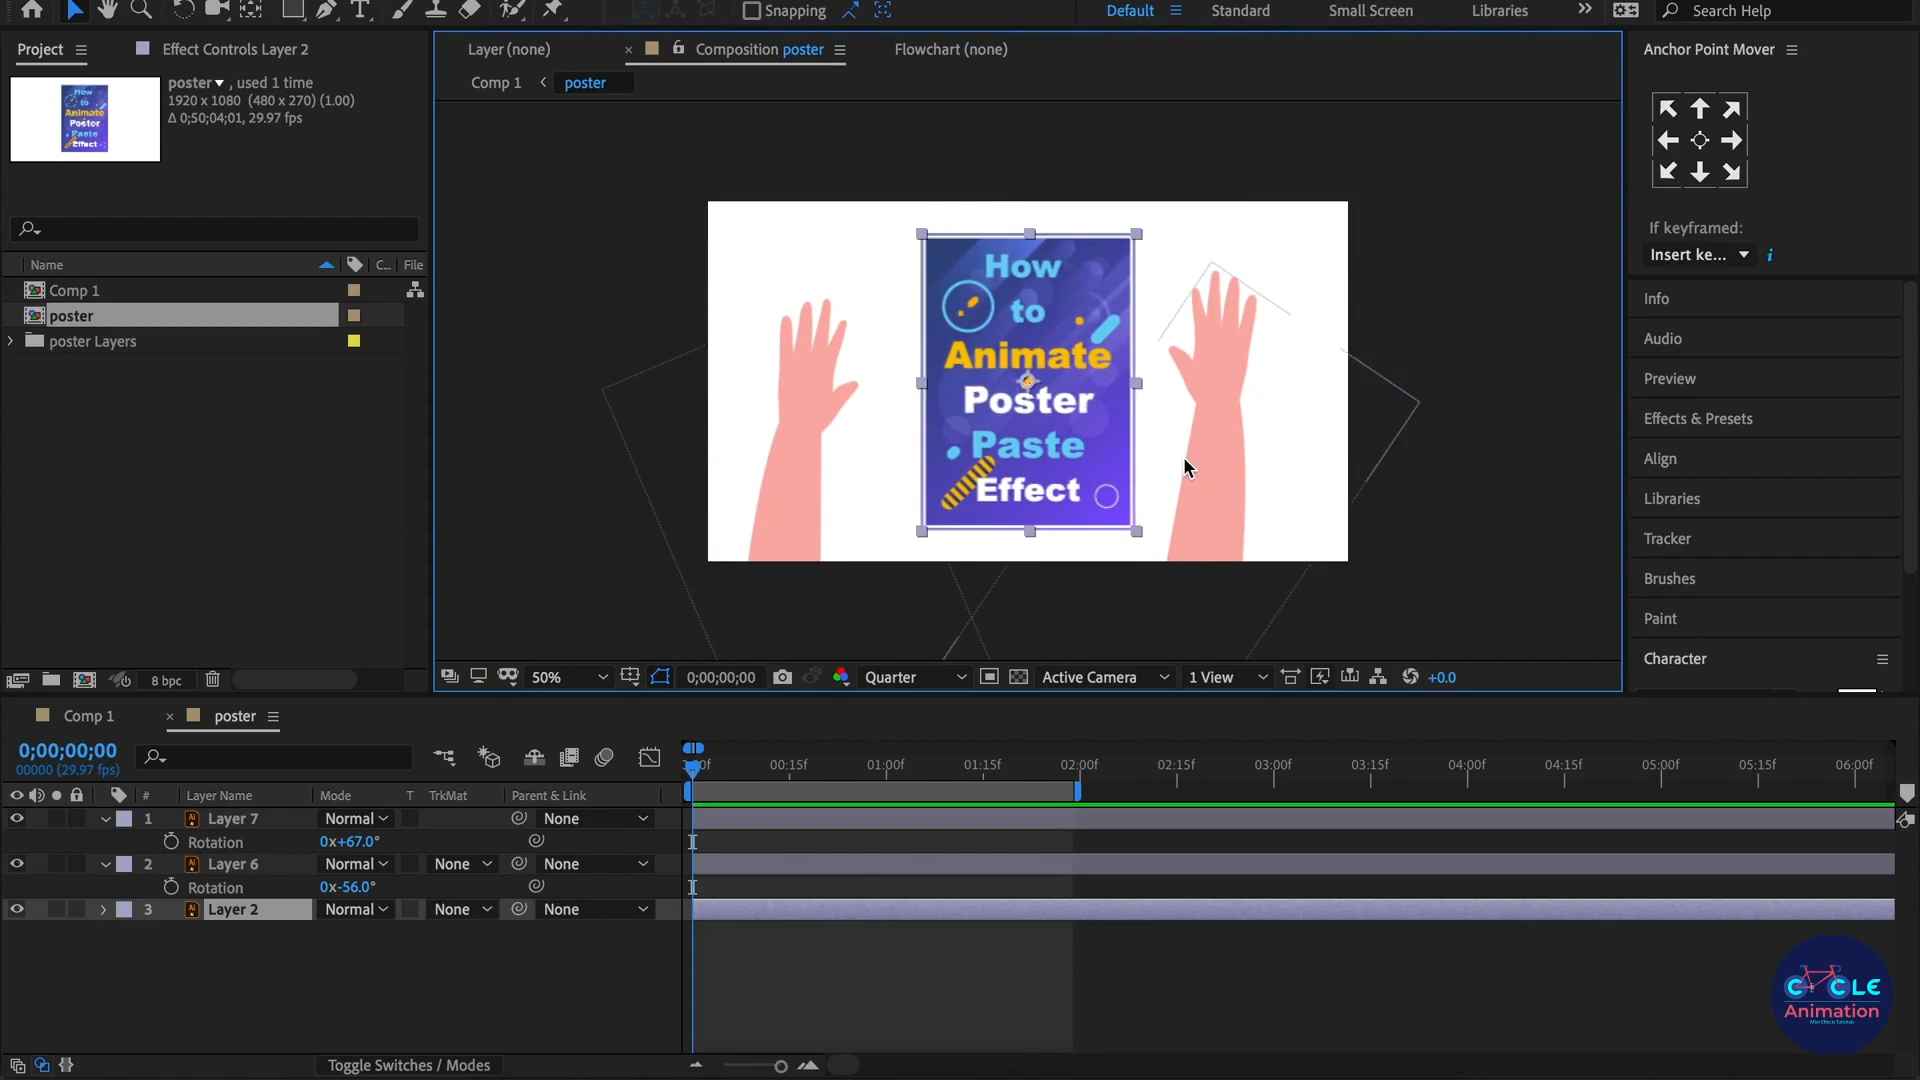 Snapping
Default
Standard
Small Screen
Libraries
Search Help
Project
Effect Controls Layer 2
poster , used 1 time
1920 x 1080 (480 x 270) (1.00)
Δ 0;50;04;01, 29.97 fps
Name
C...
File
Comp 1
poster
poster Layers
8 bpc
Layer (none)
Composition poster
Flowchart (none)
Comp 1
poster
How
to
Animate
Poster
Paste
Effect
50%
0;00;00;00
Quarter
Active Camera
1 View
+0.0
Anchor Point Mover
If keyframed:
Insert ke...
Info
Audio
Preview
Effects & Presets
Align
Libraries
Tracker
Brushes
Paint
Character
Comp 1
poster
0;00;00;00
00000 (29.97 fps)
00:15f
01:00f
01:15f
02:00f
02:15f
03:00f
03:15f
04:00f
04:15f
05:00f
05:15f
06:00f
# Layer Name Mode T TrkMat Parent & Link
1 Layer 7 Normal None
Rotation 0x+67.0°
2 Layer 6 Normal None None
Rotation 0x-56.0°
3 Layer 2 Normal None None
Toggle Switches / Modes
CYCLE
Animation
After Effects Tutorials